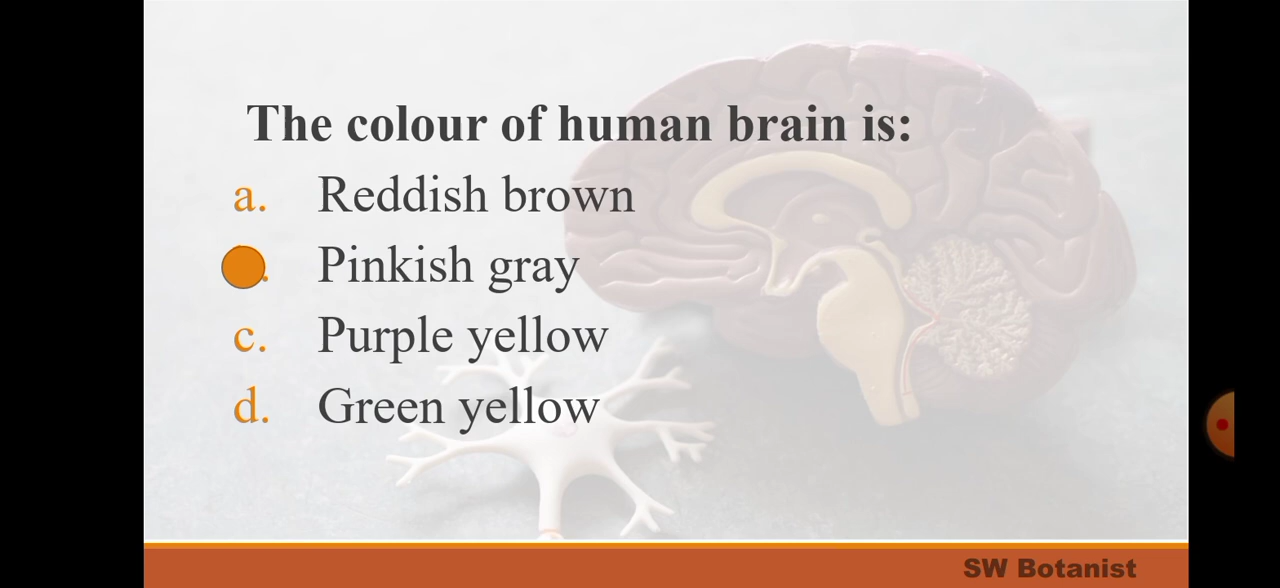 The colour of human brain is:
a. Reddish brown
. Pinkish gray
c. Purple yellow
d. Green yellow
SW Botanist